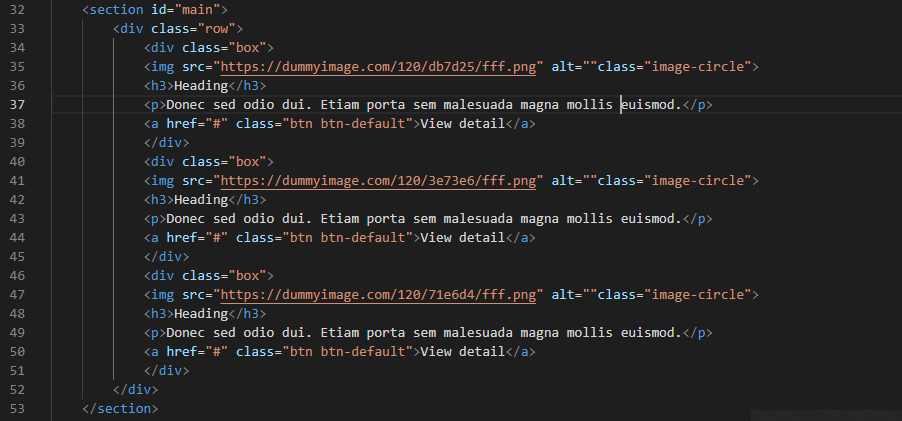 32 <section id="main">
33 <div class="row">
34 <div class="box">
35 <img src="https://dummyimage.com/120/db7d25/fff.png" alt=""class="image-circle">
36 <h3>Heading</h3>
37 <p>Donec sed odio dui. Etiam porta sem malesuada magna mollis euismod.</p>
38 <a href="#" class="btn btn-default">View detail</a>
39 </div>
40 <div class="box">
41 <img src="https://dummyimage.com/120/3e73e6/fff.png" alt=""class="image-circle">
42 <h3>Heading</h3>
43 <p>Donec sed odio dui. Etiam porta sem malesuada magna mollis euismod.</p>
44 <a href="#" class="btn btn-default">View detail</a>
45 </div>
46 <div class="box">
47 <img src="https://dummyimage.com/120/71e6d4/fff.png" alt=""class="image-circle">
48 <h3>Heading</h3>
49 <p>Donec sed odio dui. Etiam porta sem malesuada magna mollis euismod.</p>
50 <a href="#" class="btn btn-default">View detail</a>
51 </div>
52 </div>
53 </section>